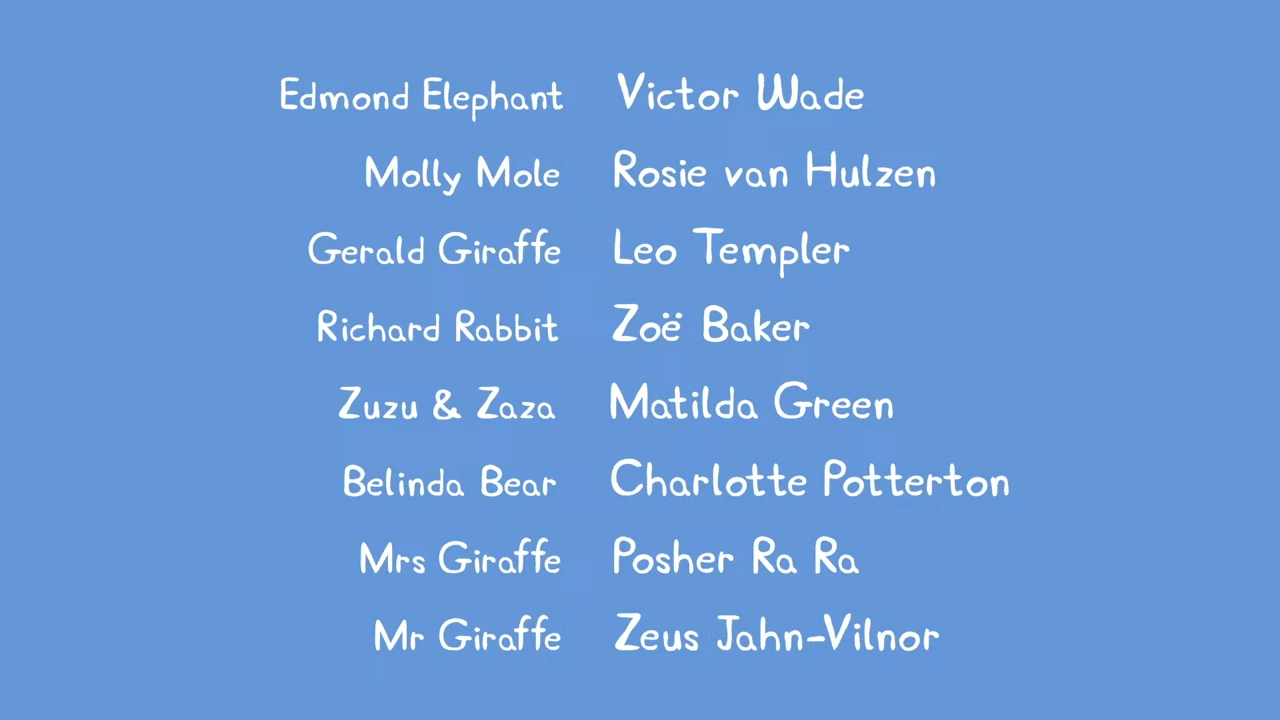 Edmond Elephant Victor Wade
Molly Mole Rosie van Hulzen
Gerald Giraffe Leo Templer
Richard Rabbit Zoë Baker
Zuzu & Zaza Matilda Green
Belinda Bear Charlotte Potterton
Mrs Giraffe Posher Ra Ra
Mr Giraffe Zeus Jahn-Vilnor